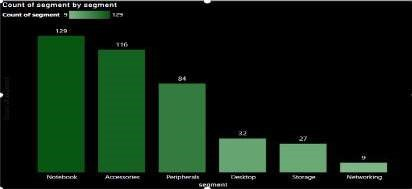 Count of segment by segment
Count of segment 9 129
129
116
84
32
27
9
Notebook Accessories Peripherals Desktop Storage Networking
segment